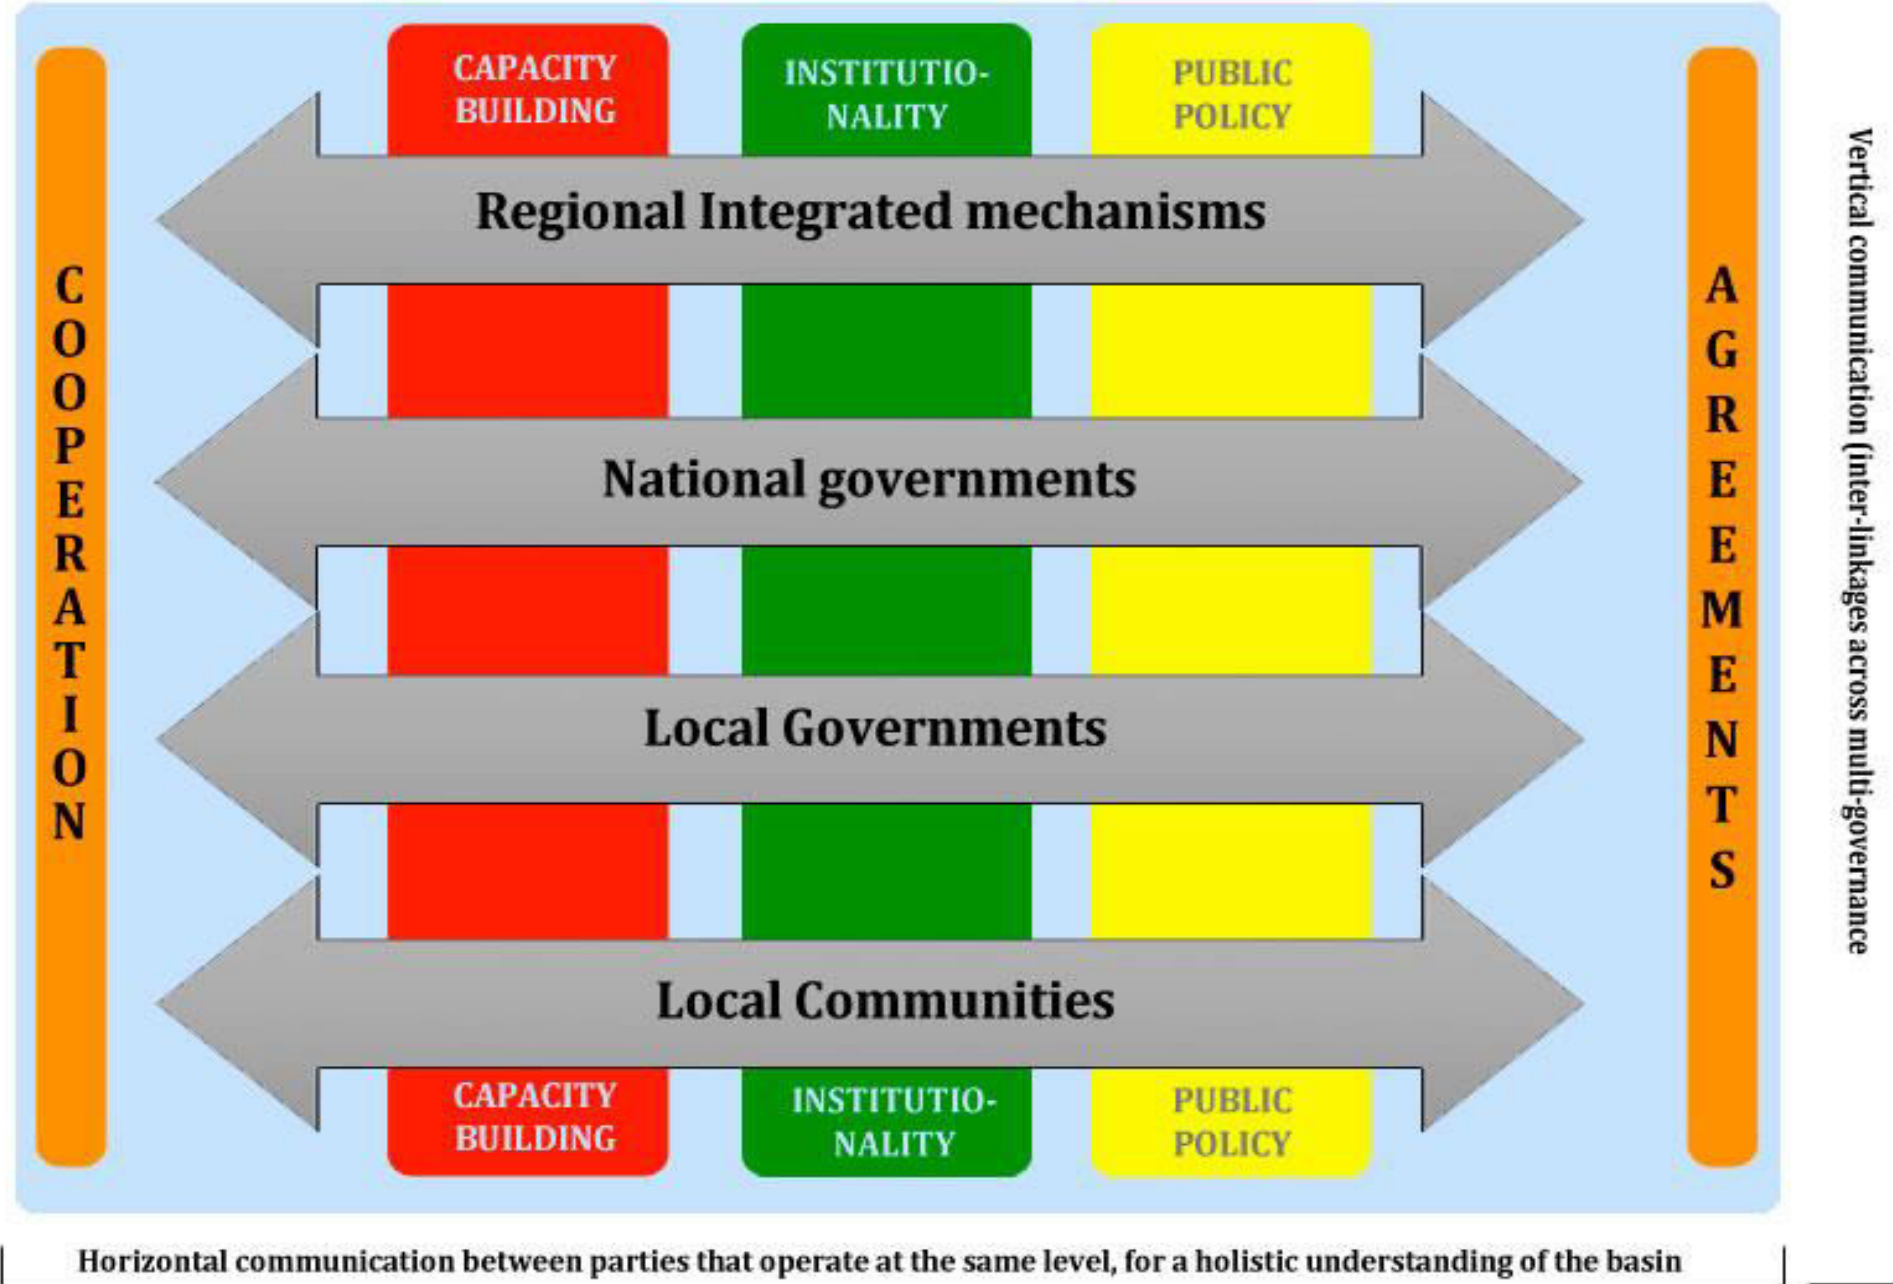 CAPACITY
BUILDING
INSTITUTIO-
NALITY
PUBLIC
POLICY
Regional Integrated mechanisms
National governments
Local Governments
Local Communities
COOPERATION
AGREEMENTS
CAPACITY
BUILDING
INSTITUTIO-
NALITY
PUBLIC
POLICY
Vertical communication (inter-linkages across multi-governance
Horizontal communication between parties that operate at the same level, for a holistic understanding of the basin